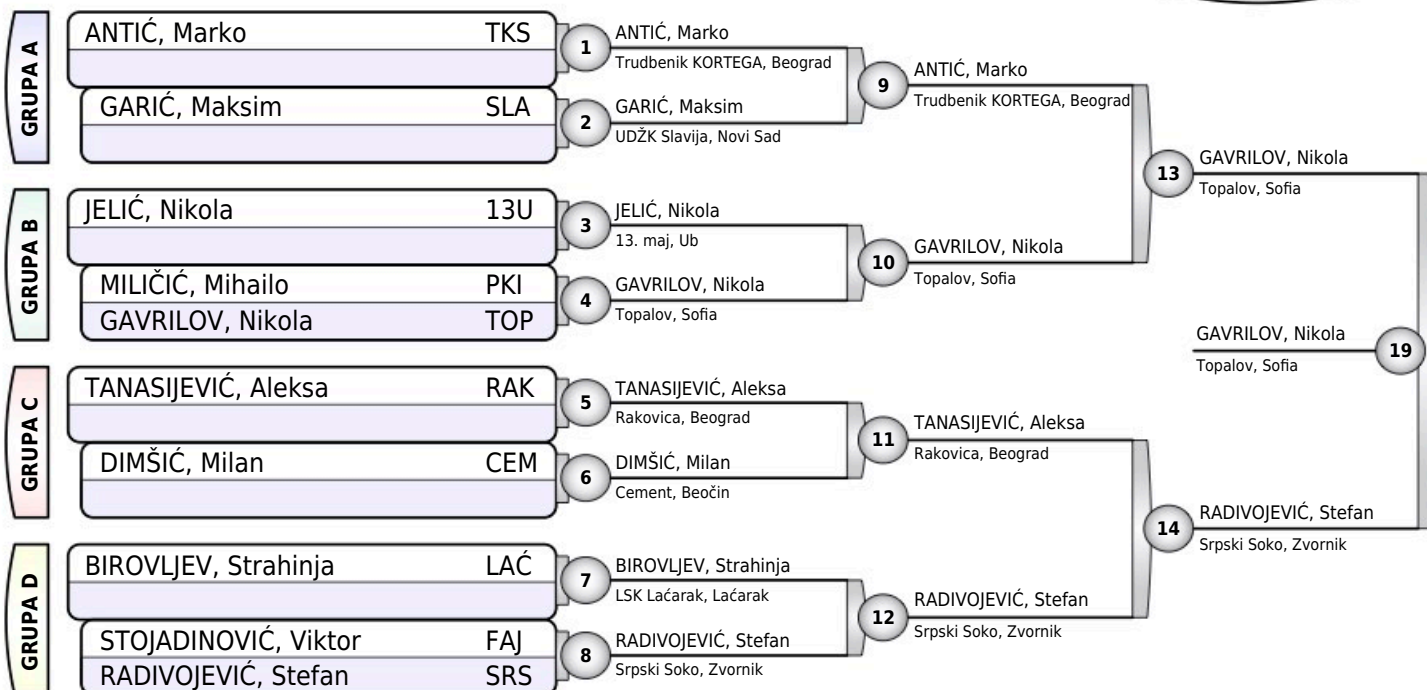 GRUPA A
ANTIĆ, Marko TKS
GARIĆ, Maksim SLA
GRUPA B
JELIĆ, Nikola 13U
MILIČIĆ, Mihailo PKI
GAVRILOV, Nikola TOP
GRUPA C
TANASIJEVIĆ, Aleksa RAK
DIMŠIĆ, Milan CEM
GRUPA D
BIROVLJEV, Strahinja LAĆ
STOJADINOVIĆ, Viktor FAJ
RADIVOJEVIĆ, Stefan SRS
1
ANTIĆ, Marko
Trudbenik KORTEGA, Beograd
2
GARIĆ, Maksim
UDŽK Slavija, Novi Sad
3
JELIĆ, Nikola
13. maj, Ub
4
GAVRILOV, Nikola
Topalov, Sofia
5
TANASIJEVIĆ, Aleksa
Rakovica, Beograd
6
DIMŠIĆ, Milan
Cement, Beočin
7
BIROVLJEV, Strahinja
LSK Laćarak, Laćarak
8
RADIVOJEVIĆ, Stefan
Srpski Soko, Zvornik
9
ANTIĆ, Marko
Trudbenik KORTEGA, Beograd
10
GAVRILOV, Nikola
Topalov, Sofia
11
TANASIJEVIĆ, Aleksa
Rakovica, Beograd
12
RADIVOJEVIĆ, Stefan
Srpski Soko, Zvornik
13
GAVRILOV, Nikola
Topalov, Sofia
14
RADIVOJEVIĆ, Stefan
Srpski Soko, Zvornik
GAVRILOV, Nikola
Topalov, Sofia
19